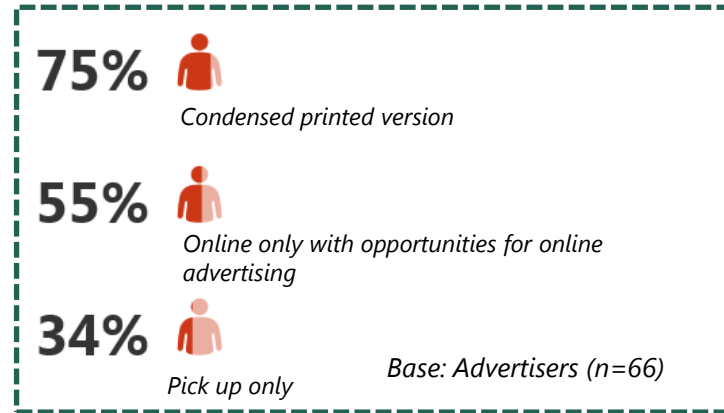 75%
Condensed printed version
55%
Online only with opportunities for online
advertising
34%
Pick up only
Base: Advertisers (n=66)